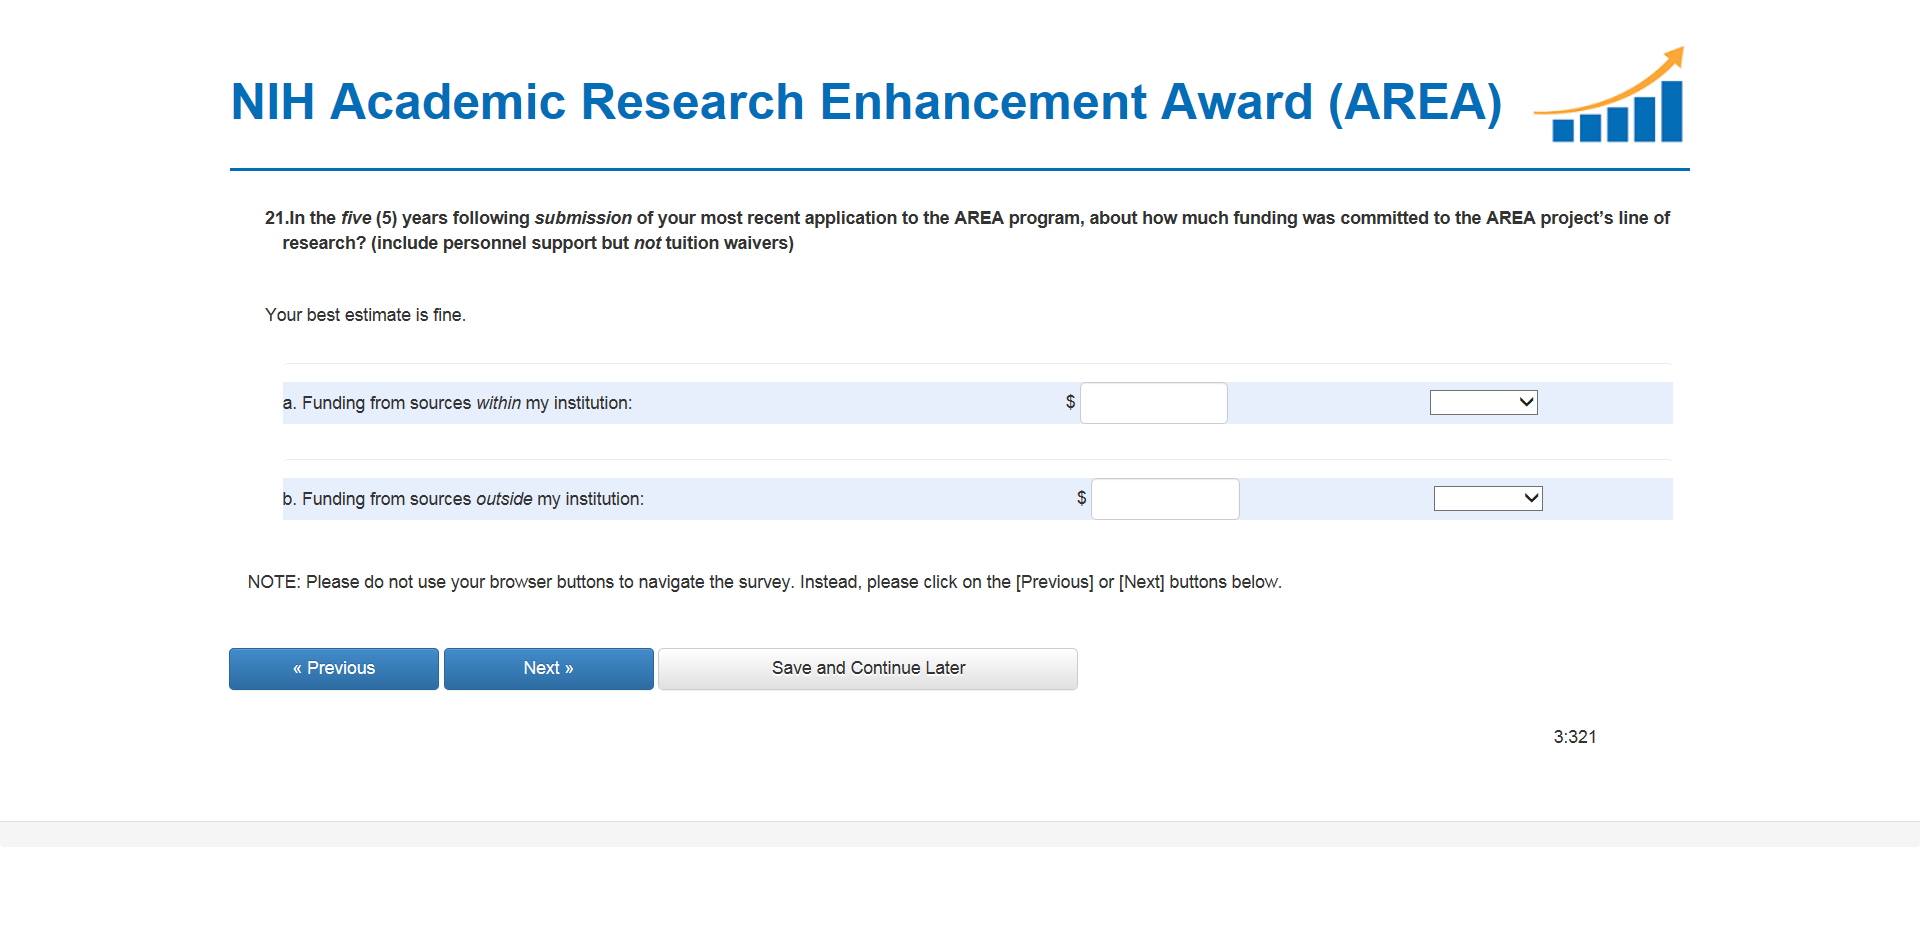 NIH Academic Research Enhancement Award (AREA)
21.In the five (5) years following submission of your most recent application to the AREA program, about how much funding was committed to the AREA project’s line of
research? (include personnel support but not tuition waivers)
Your best estimate is fine.
a. Funding from sources within my institution: $
b. Funding from sources outside my institution: $
NOTE: Please do not use your browser buttons to navigate the survey. Instead, please click on the [Previous] or [Next] buttons below.
« Previous Next » Save and Continue Later
3:321